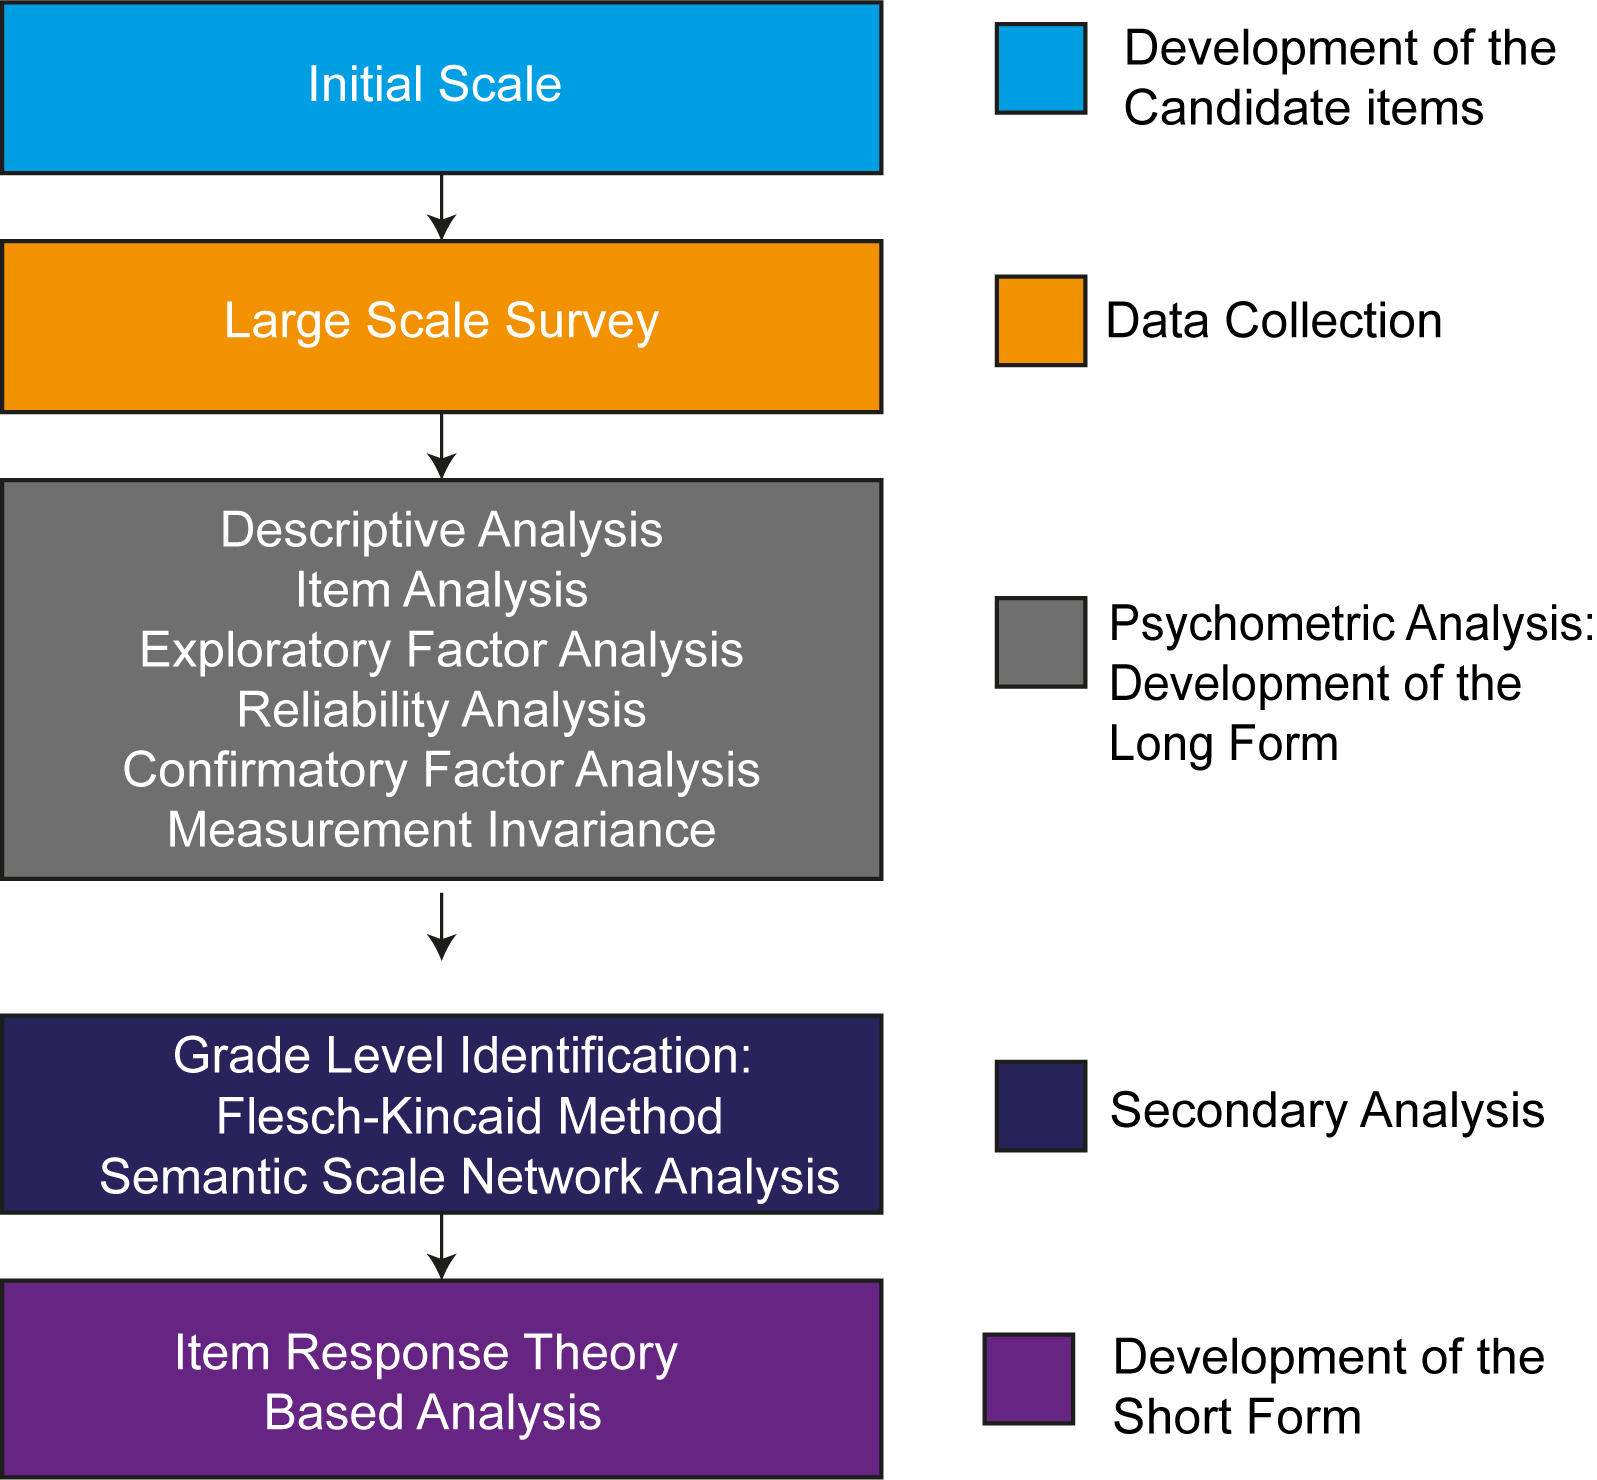 Initial Scale
Development of the
Candidate items
Large Scale Survey
Data Collection
Descriptive Analysis
Item Analysis
Exploratory Factor Analysis
Reliability Analysis
Confirmatory Factor Analysis
Measurement Invariance
Psychometric Analysis:
Development of the
Long Form
Grade Level Identification:
Flesch-Kincaid Method
Semantic Scale Network Analysis
Secondary Analysis
Item Response Theory
Based Analysis
Development of the
Short Form